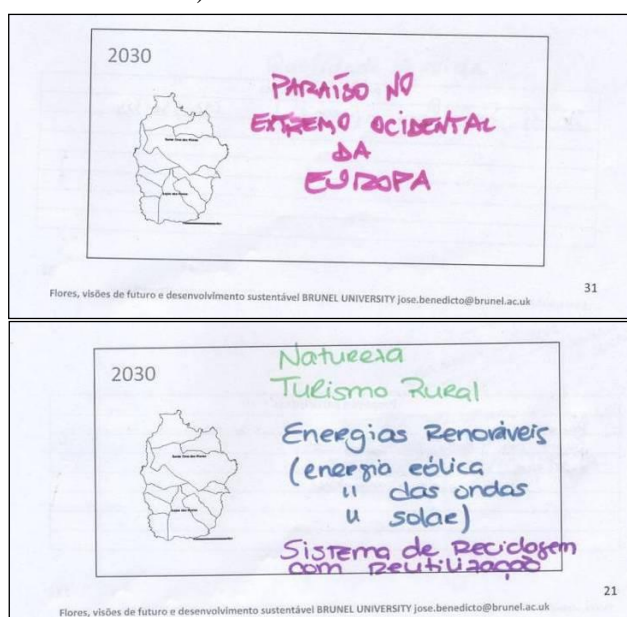 2030
PARAÍSO NO
EXTREMO OCIDENTAL
DA
EUROPA
31
Flores, visões de futuro e desenvolvimento sustentável BRUNEL UNIVERSITY jose.benedicto@brunel.ac.uk
2030
Natureza
Turismo Rural
Energias Renováveis
(energia eólica
" das ondas
" solar)
Sistema de Reciclagem
com Reutilização
21
Flores, visões de futuro e desenvolvimento sustentável BRUNEL UNIVERSITY jose.benedicto@brunel.ac.uk